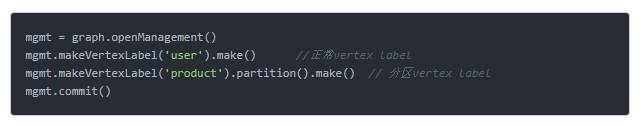 mgmt = graph.openManagement()
mgmt.makeVertexLabel('user').make() //正常vertex label
mgmt.makeVertexLabel('product').partition().make() // 分区vertex label
mgmt.commit()